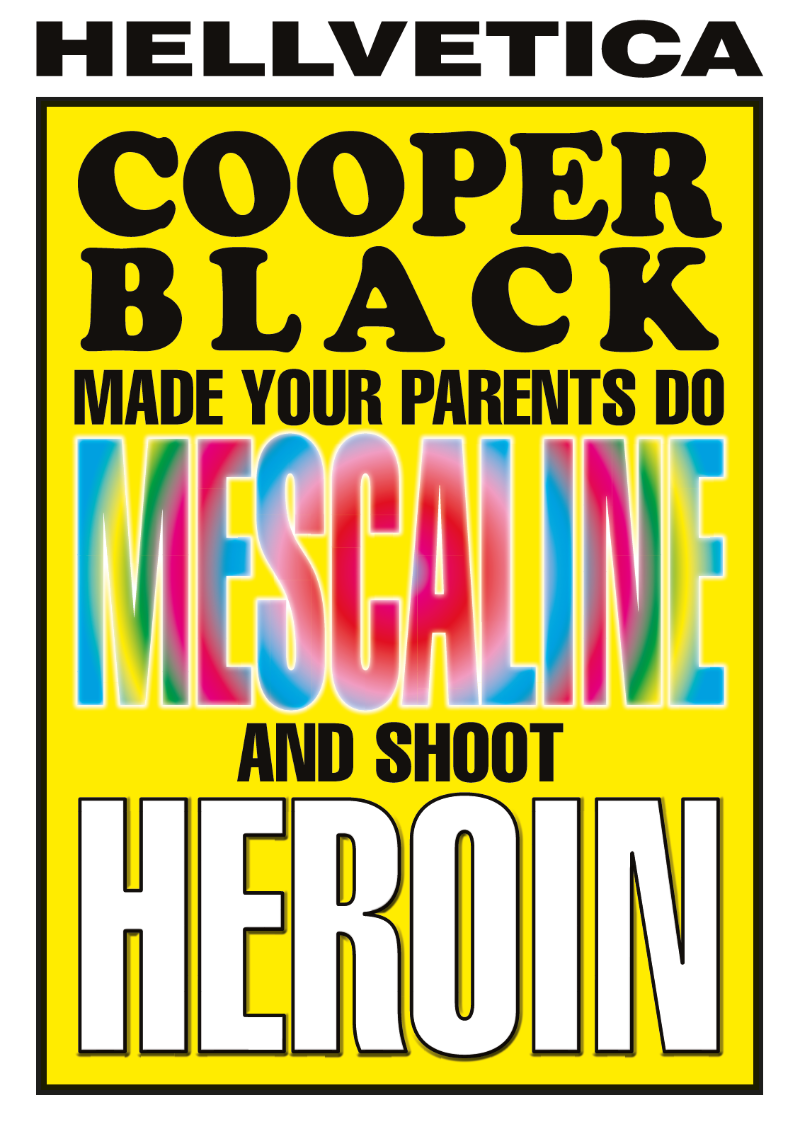 HELLVETICA
COOPER
BLACK
MADE YOUR PARENTS DO
MESCALINE
AND SHOOT
HEROIN